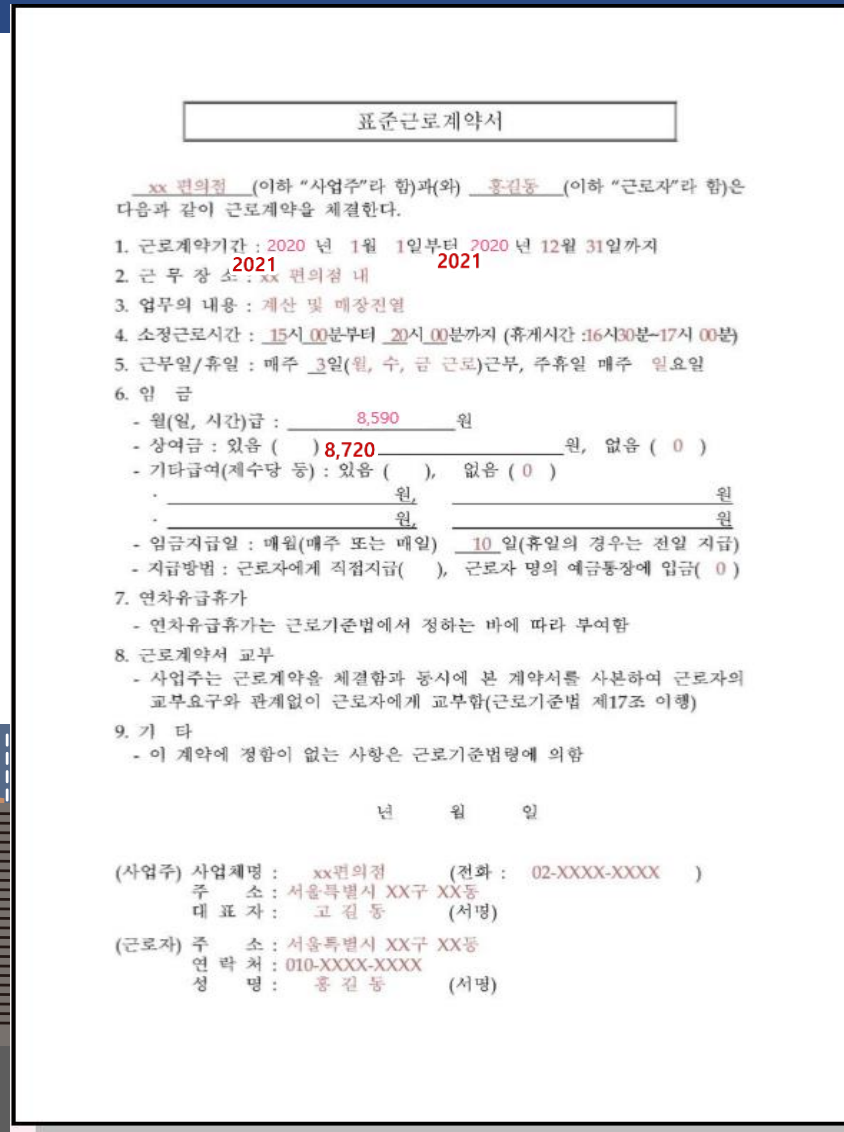 표준근로계약서
xx 편의점 (이하 “사업주”라 함)과(와) 홍길동 (이하 “근로자”라 함)은
다음과 같이 근로계약을 체결한다.
1. 근로계약기간 : 2020 년 1월 1일부터 2020 년 12월 31일까지
2021 2021
2. 근 무 장 소 : xx 편의점 내
3. 업무의 내용 : 계산 및 매장진열
4. 소정근로시간 : 15시 00분부터 20시 00분까지 (휴게시간 :16시30분~17시 00분)
5. 근무일/휴일 : 매주 3일(월, 수, 금 근로)근무, 주휴일 매주 일요일
6. 임 금
- 월(일, 시간)급 : 8,590 원
- 상여금 : 있음 ( ) 8,720 원, 없음 ( 0 )
- 기타급여(제수당 등) : 있음 ( ), 없음 ( 0 )
· 원, 원
· 원, 원
- 임금지급일 : 매월(매주 또는 매일) 10 일(휴일의 경우는 전일 지급)
- 지급방법 : 근로자에게 직접지급( ), 근로자 명의 예금통장에 입금( 0 )
7. 연차유급휴가
- 연차유급휴가는 근로기준법에서 정하는 바에 따라 부여함
8. 근로계약서 교부
- 사업주는 근로계약을 체결함과 동시에 본 계약서를 사본하여 근로자의
교부요구와 관계없이 근로자에게 교부함(근로기준법 제17조 이행)
9. 기 타
- 이 계약에 정함이 없는 사항은 근로기준법령에 의함
년 월 일
(사업주) 사업체명 : xx편의점 (전화 : 02-XXXX-XXXX )
주 소 : 서울특별시 XX구 XX동
대 표 자 : 고 길 동 (서명)
(근로자) 주 소 : 서울특별시 XX구 XX동
연 락 처 : 010-XXXX-XXXX
성 명 : 홍 길 동 (서명)